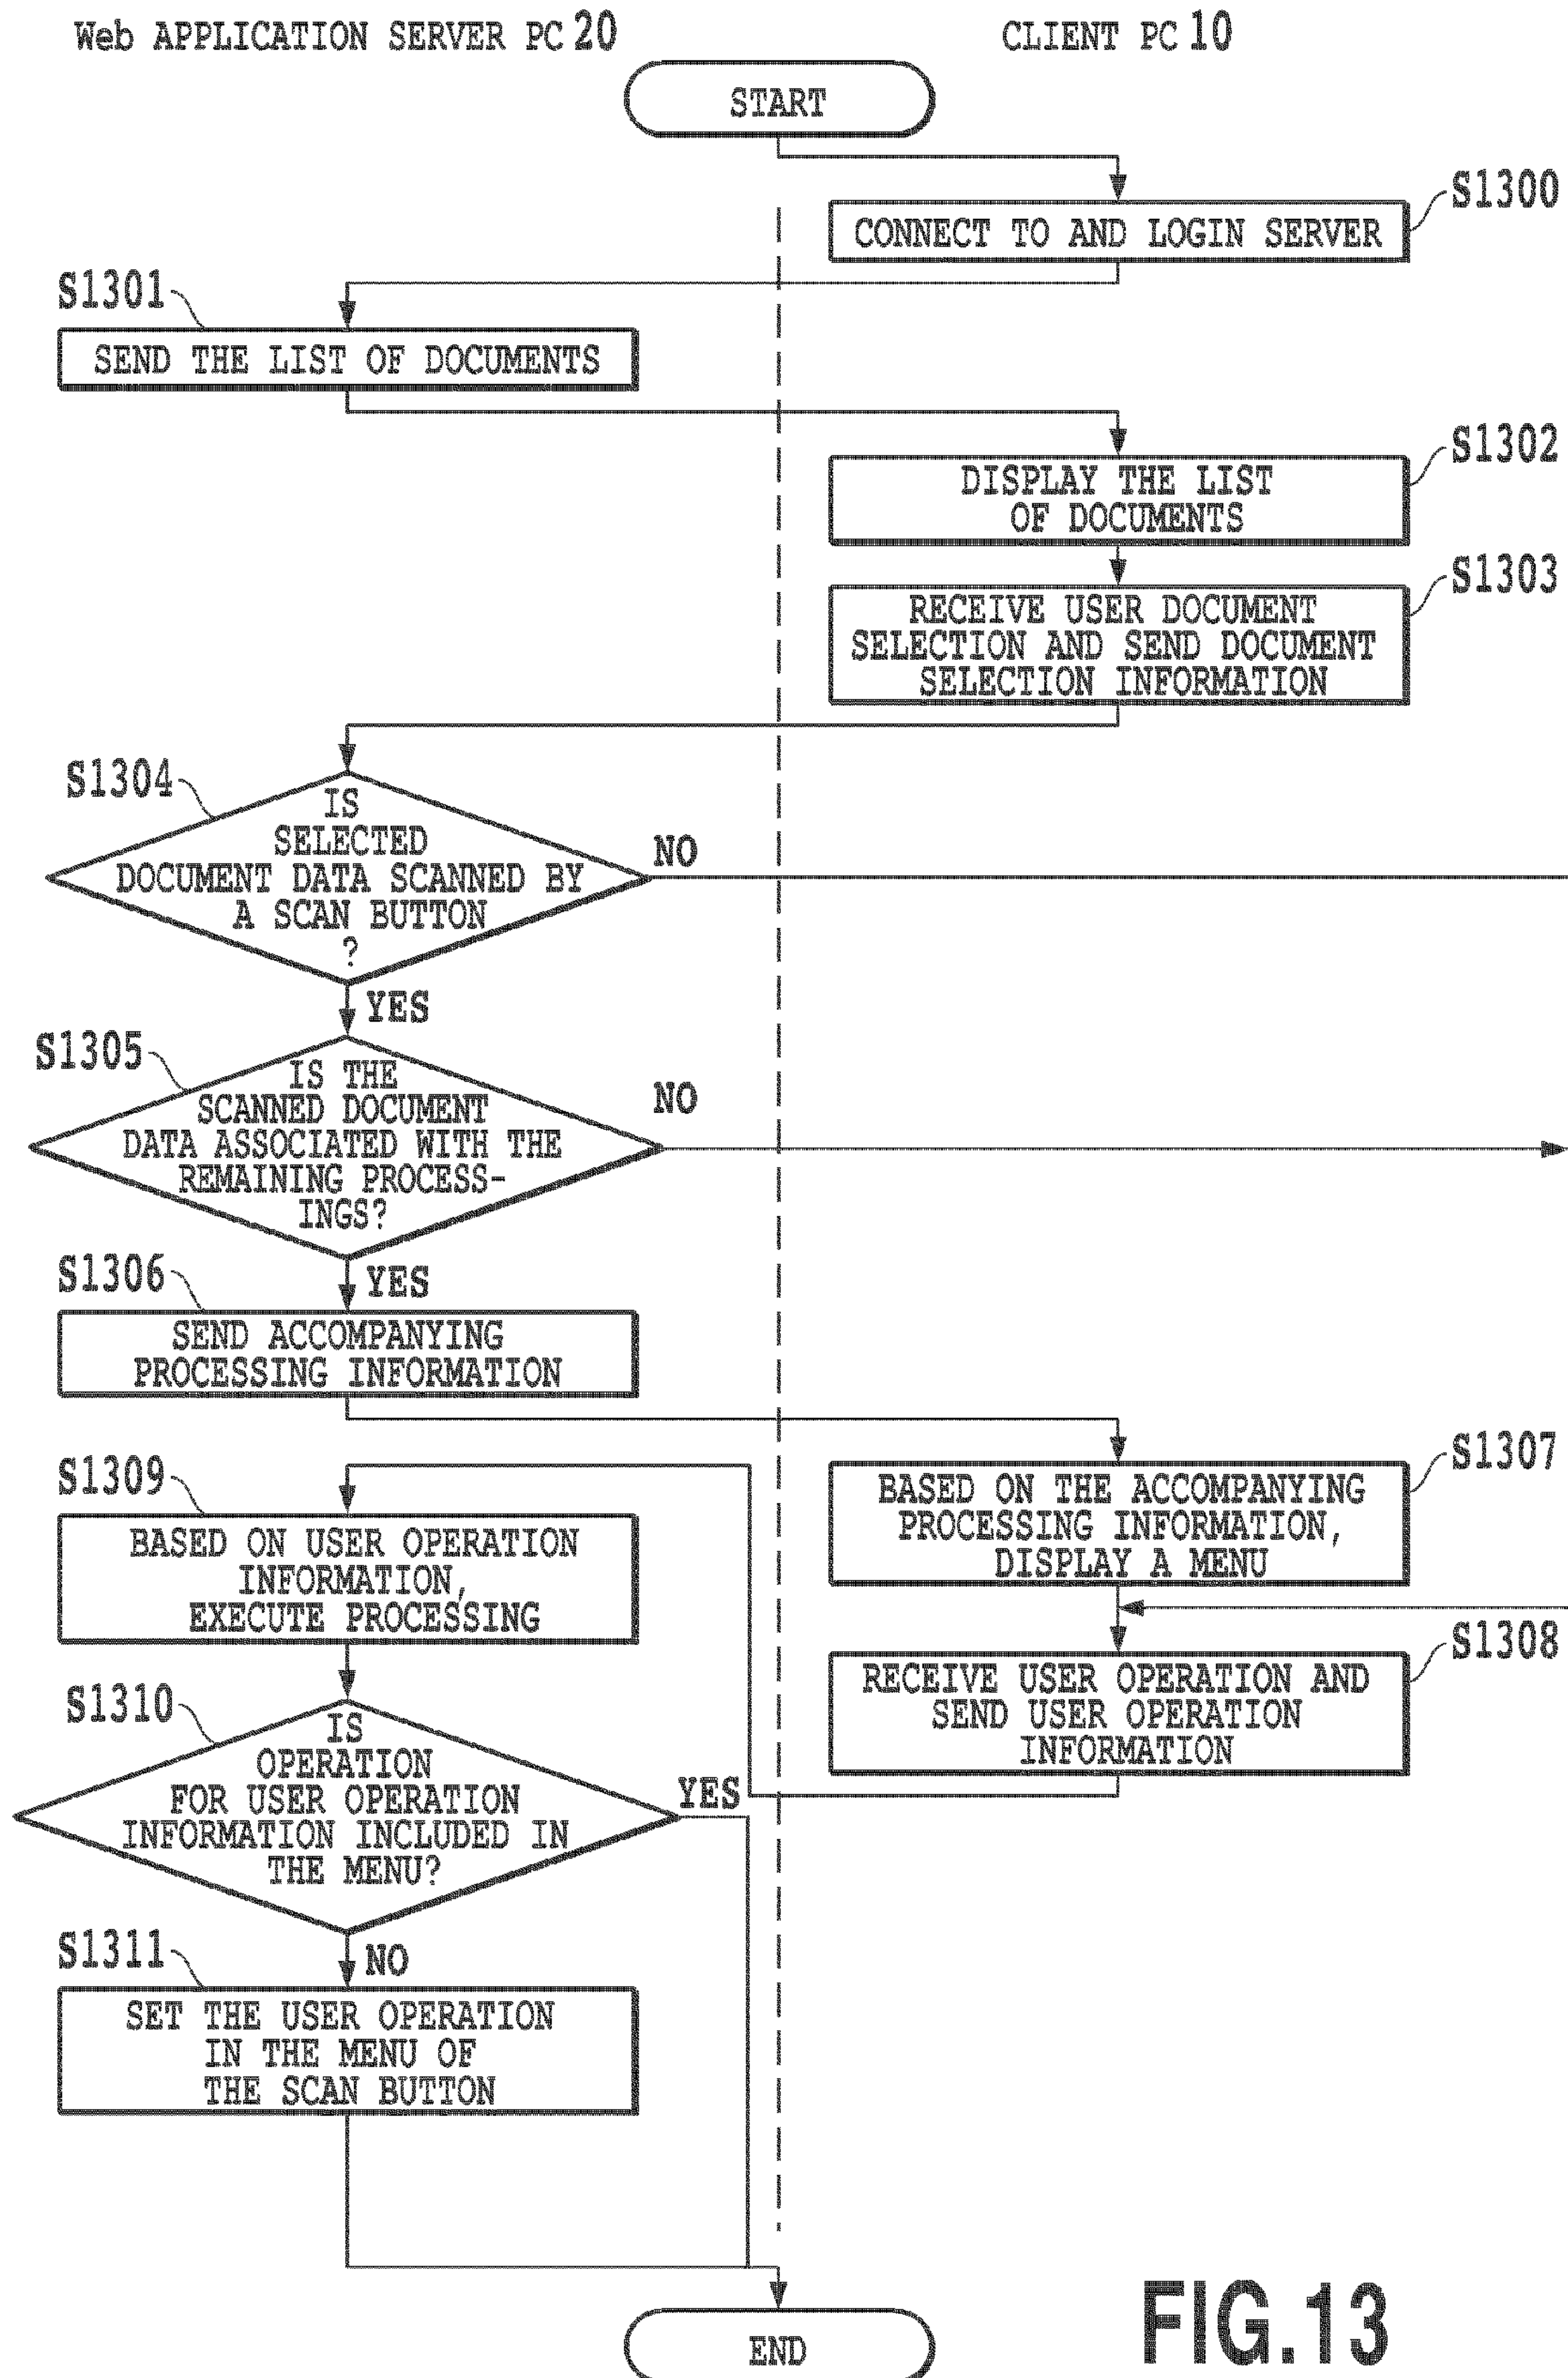 Web APPLICATION SERVER PC 20
CLIENT PC 10
START
S1300
CONNECT TO AND LOGIN SERVER
S1301
SEND THE LIST OF DOCUMENTS
S1302
DISPLAY THE LIST
OF DOCUMENTS
S1303
RECEIVE USER DOCUMENT
SELECTION AND SEND DOCUMENT
SELECTION INFORMATION
S1304
IS
SELECTED
DOCUMENT DATA SCANNED BY
A SCAN BUTTON
?
NO
YES
S1305
IS THE
SCANNED DOCUMENT
DATA ASSOCIATED WITH THE
REMAINING PROCESS-
INGS?
NO
YES
S1306
SEND ACCOMPANYING
PROCESSING INFORMATION
S1307
BASED ON THE ACCOMPANYING
PROCESSING INFORMATION,
DISPLAY A MENU
S1308
RECEIVE USER OPERATION AND
SEND USER OPERATION
INFORMATION
S1309
BASED ON USER OPERATION
INFORMATION,
EXECUTE PROCESSING
S1310
IS
OPERATION
FOR USER OPERATION
INFORMATION INCLUDED IN
THE MENU?
YES
NO
S1311
SET THE USER OPERATION
IN THE MENU OF
THE SCAN BUTTON
END
FIG.13